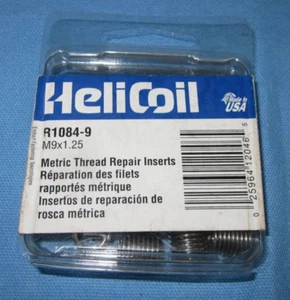 HeliCoil
Made in
USA
R1084-9
M9x1.25
Metric Thread Repair Inserts
Réparation des filets
rapportés métrique
Insertos de reparación de
rosca métrica
0 25964 12046 5